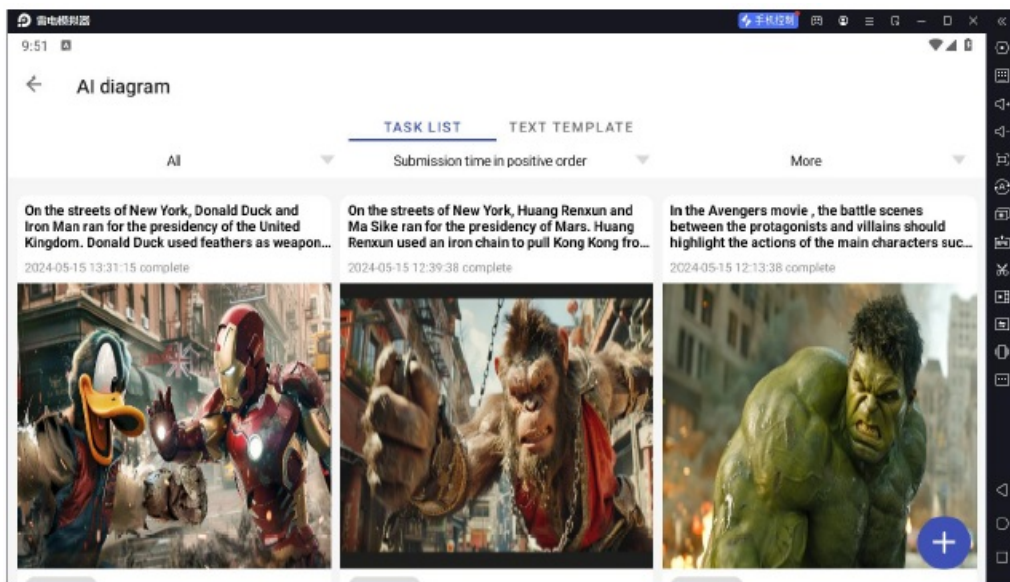 雷电模拟器
手机控制
9:51
AI diagram
TASK LIST
TEXT TEMPLATE
All
Submission time in positive order
More
On the streets of New York, Donald Duck and
Iron Man ran for the presidency of the United
Kingdom. Donald Duck used feathers as weapon...
2024-05-15 13:31:15 complete
On the streets of New York, Huang Renxun and
Ma Sike ran for the presidency of Mars. Huang
Renxun used an iron chain to pull Kong Kong fro...
2024-05-15 12:39:38 complete
In the Avengers movie , the battle scenes
between the protagonists and villains should
highlight the actions of the main characters suc...
2024-05-15 12:13:38 complete